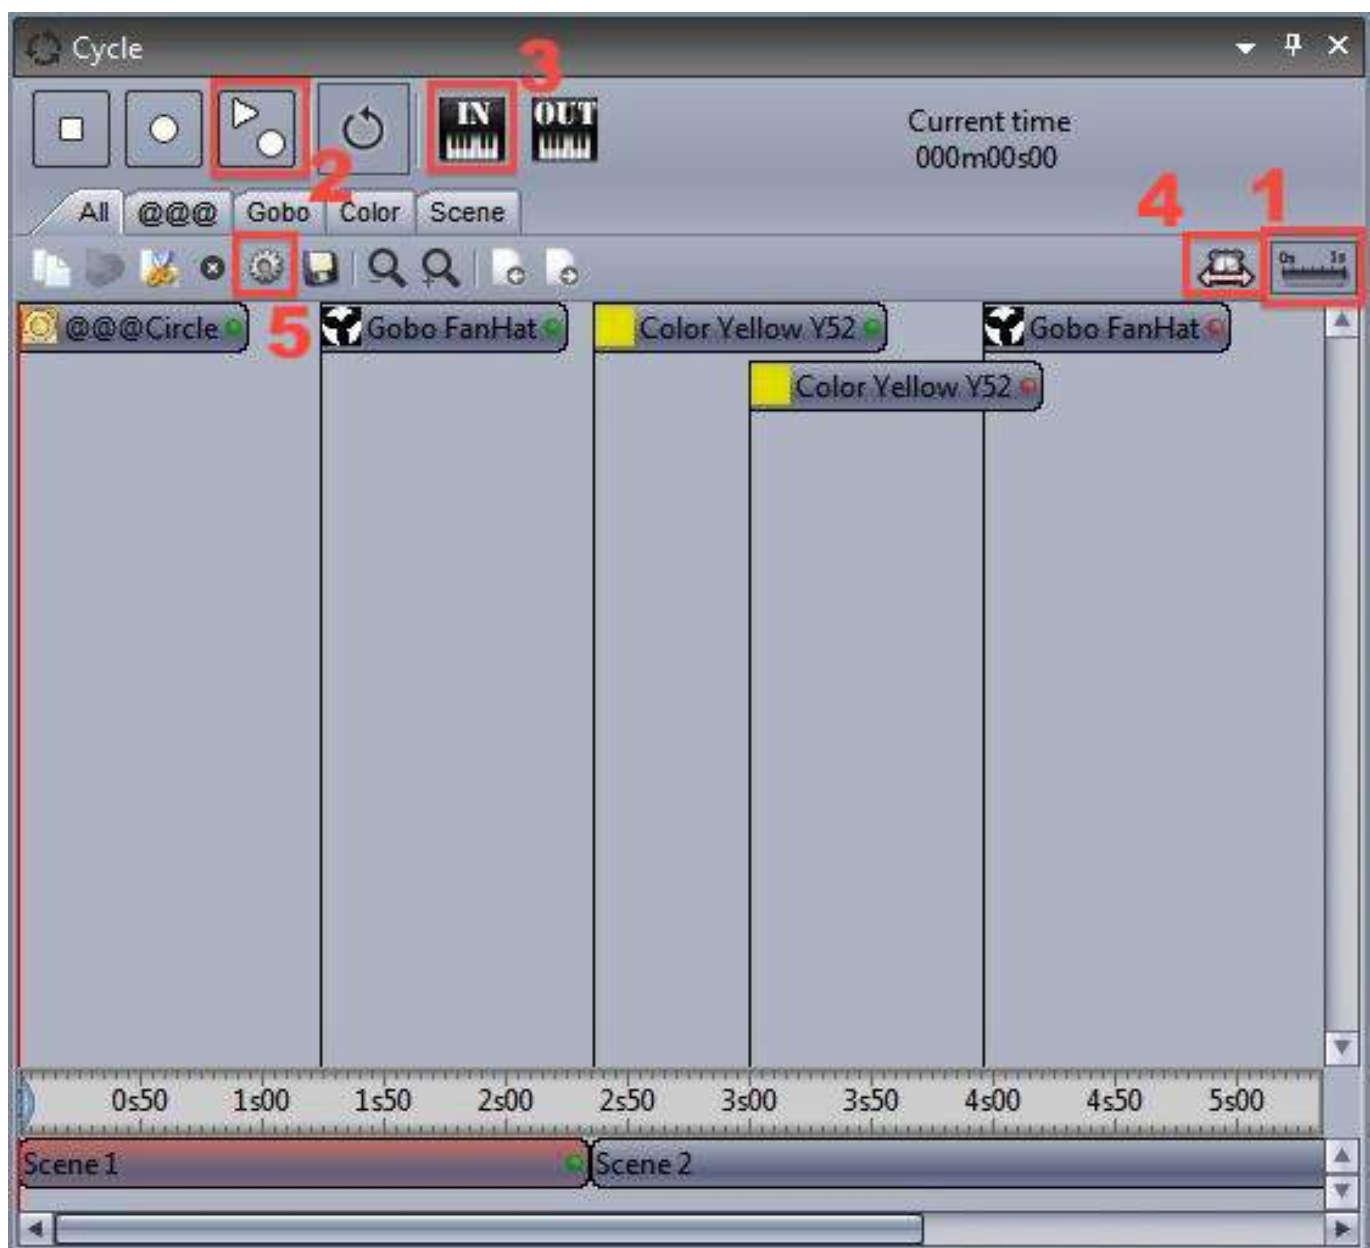 Cycle
3
IN OUT
Current time
000m00s00
2
All @@@ Gobo Color Scene
4 1
0s 1s
5
@@@Circle Gobo FanHat Color Yellow Y52 Gobo FanHat
Color Yellow Y52
0s50 1s00 1s50 2s00 2s50 3s00 3s50 4s00 4s50 5s00
Scene 1 Scene 2